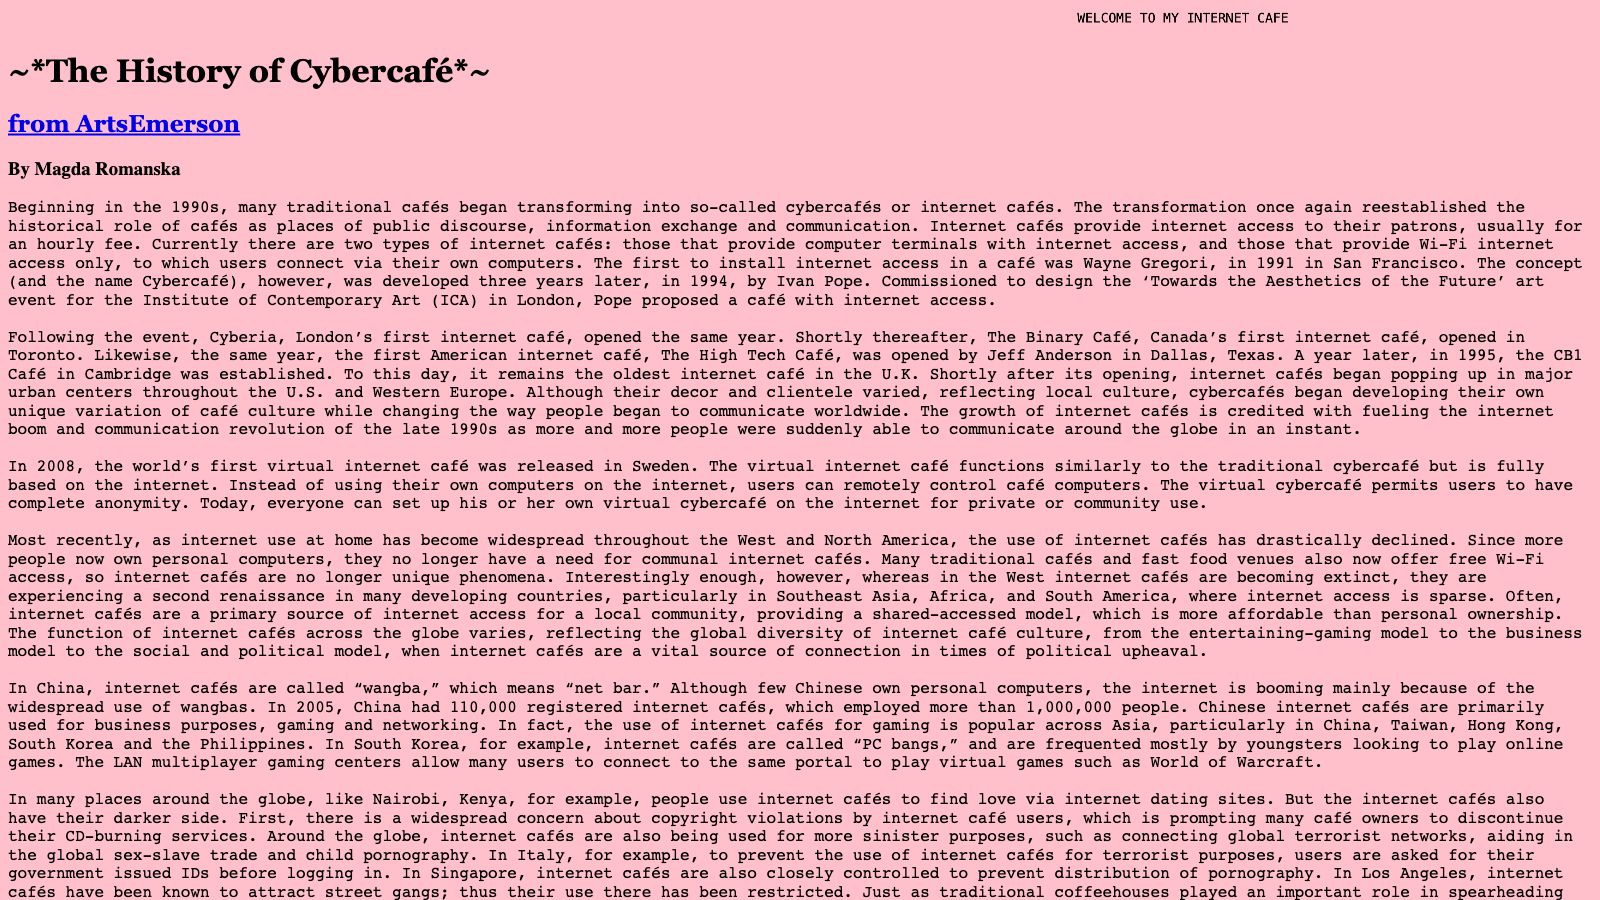 WELCOME TO MY INTERNET CAFE
~*The History of Cybercafé*~
from ArtsEmerson
By Magda Romanska
Beginning in the 1990s, many traditional cafés began transforming into so-called cybercafés or internet cafés. The transformation once again reestablished the
historical role of cafés as places of public discourse, information exchange and communication. Internet cafés provide internet access to their patrons, usually for
an hourly fee. Currently there are two types of internet cafés: those that provide computer terminals with internet access, and those that provide Wi-Fi internet
access only, to which users connect via their own computers. The first to install internet access in a café was Wayne Gregori, in 1991 in San Francisco. The concept
(and the name Cybercafé), however, was developed three years later, in 1994, by Ivan Pope. Commissioned to design the ‘Towards the Aesthetics of the Future’ art
event for the Institute of Contemporary Art (ICA) in London, Pope proposed a café with internet access.
Following the event, Cyberia, London’s first internet café, opened the same year. Shortly thereafter, The Binary Café, Canada’s first internet café, opened in
Toronto. Likewise, the same year, the first American internet café, The High Tech Café, was opened by Jeff Anderson in Dallas, Texas. A year later, in 1995, the CB1
Café in Cambridge was established. To this day, it remains the oldest internet café in the U.K. Shortly after its opening, internet cafés began popping up in major
urban centers throughout the U.S. and Western Europe. Although their decor and clientele varied, reflecting local culture, cybercafés began developing their own
unique variation of café culture while changing the way people began to communicate worldwide. The growth of internet cafés is credited with fueling the internet
boom and communication revolution of the late 1990s as more and more people were suddenly able to communicate around the globe in an instant.
In 2008, the world’s first virtual internet café was released in Sweden. The virtual internet café functions similarly to the traditional cybercafé but is fully
based on the internet. Instead of using their own computers on the internet, users can remotely control café computers. The virtual cybercafé permits users to have
complete anonymity. Today, everyone can set up his or her own virtual cybercafé on the internet for private or community use.
Most recently, as internet use at home has become widespread throughout the West and North America, the use of internet cafés has drastically declined. Since more
people now own personal computers, they no longer have a need for communal internet cafés. Many traditional cafés and fast food venues also now offer free Wi-Fi
access, so internet cafés are no longer unique phenomena. Interestingly enough, however, whereas in the West internet cafés are becoming extinct, they are
experiencing a second renaissance in many developing countries, particularly in Southeast Asia, Africa, and South America, where internet access is sparse. Often,
internet cafés are a primary source of internet access for a local community, providing a shared-accessed model, which is more affordable than personal ownership.
The function of internet cafés across the globe varies, reflecting the global diversity of internet café culture, from the entertaining-gaming model to the business
model to the social and political model, when internet cafés are a vital source of connection in times of political upheaval.
In China, internet cafés are called “wangba,” which means “net bar.” Although few Chinese own personal computers, the internet is booming mainly because of the
widespread use of wangbas. In 2005, China had 110,000 registered internet cafés, which employed more than 1,000,000 people. Chinese internet cafés are primarily
used for business purposes, gaming and networking. In fact, the use of internet cafés for gaming is popular across Asia, particularly in China, Taiwan, Hong Kong,
South Korea and the Philippines. In South Korea, for example, internet cafés are called “PC bangs,” and are frequented mostly by youngsters looking to play online
games. The LAN multiplayer gaming centers allow many users to connect to the same portal to play virtual games such as World of Warcraft.
In many places around the globe, like Nairobi, Kenya, for example, people use internet cafés to find love via internet dating sites. But the internet cafés also
have their darker side. First, there is a widespread concern about copyright violations by internet café users, which is prompting many café owners to discontinue
their CD-burning services. Around the globe, internet cafés are also being used for more sinister purposes, such as connecting global terrorist networks, aiding in
the global sex-slave trade and child pornography. In Italy, for example, to prevent the use of internet cafés for terrorist purposes, users are asked for their
government issued IDs before logging in. In Singapore, internet cafés are also closely controlled to prevent distribution of pornography. In Los Angeles, internet
cafés have been known to attract street gangs; thus their use there has been restricted. Just as traditional coffeehouses played an important role in spearheading